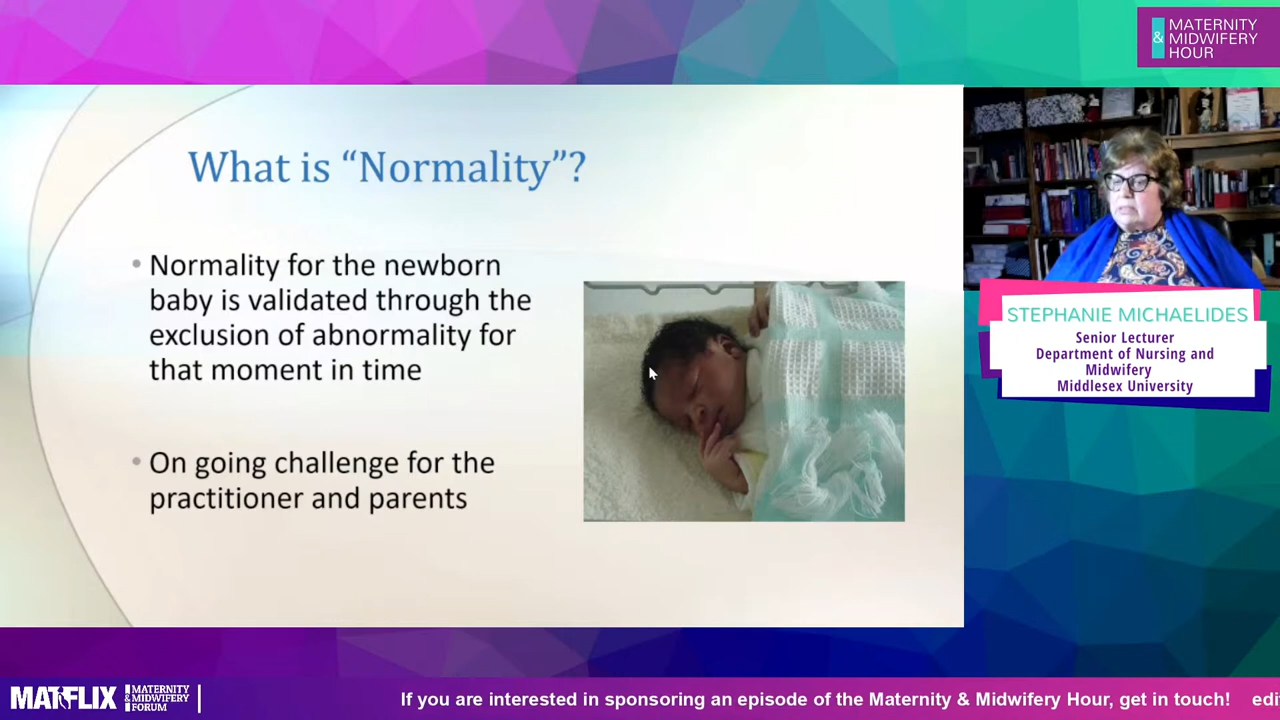 MATERNITY
& MIDWIFERY
HOUR
What is “Normality”?
• Normality for the newborn
baby is validated through the
exclusion of abnormality for
that moment in time
• On going challenge for the
practitioner and parents
STEPHANIE MICHAELIDES
Senior Lecturer
Department of Nursing and
Midwifery
Middlesex University
MATFLIX
MATERNITY
& MIDWIFERY
FORUM
If you are interested in sponsoring an episode of the Maternity & Midwifery Hour, get in touch!